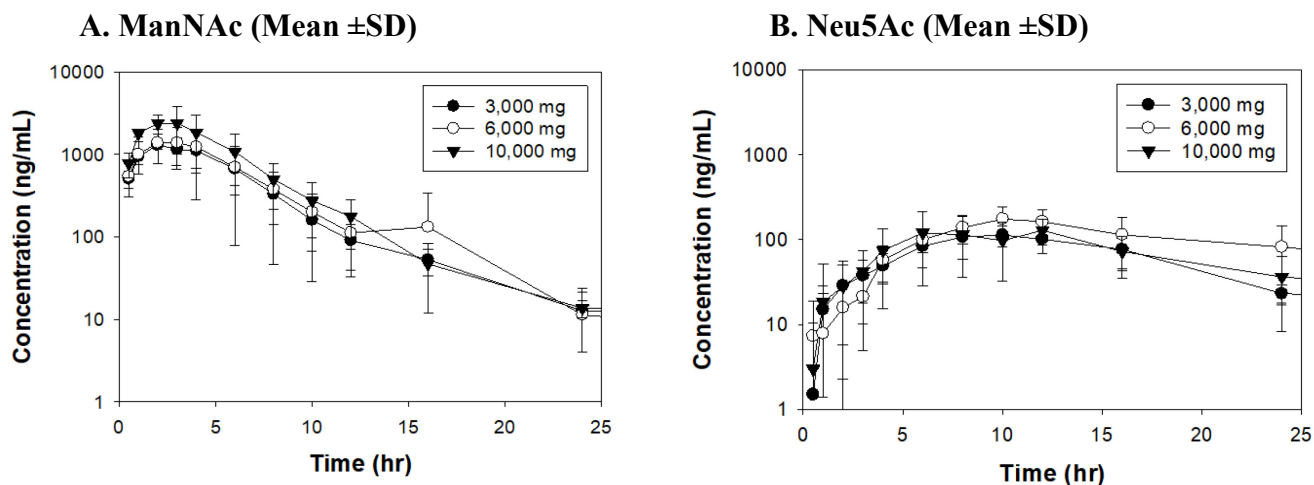 A. ManNAc (Mean ±SD)
10000
1000
100
10
1
Concentration (ng/mL)
3,000 mg
6,000 mg
10,000 mg
0 5 10 15 20 25
Time (hr)
B. Neu5Ac (Mean ±SD)
10000
1000
100
10
1
Concentration (ng/mL)
3,000 mg
6,000 mg
10,000 mg
0 5 10 15 20 25
Time (hr)